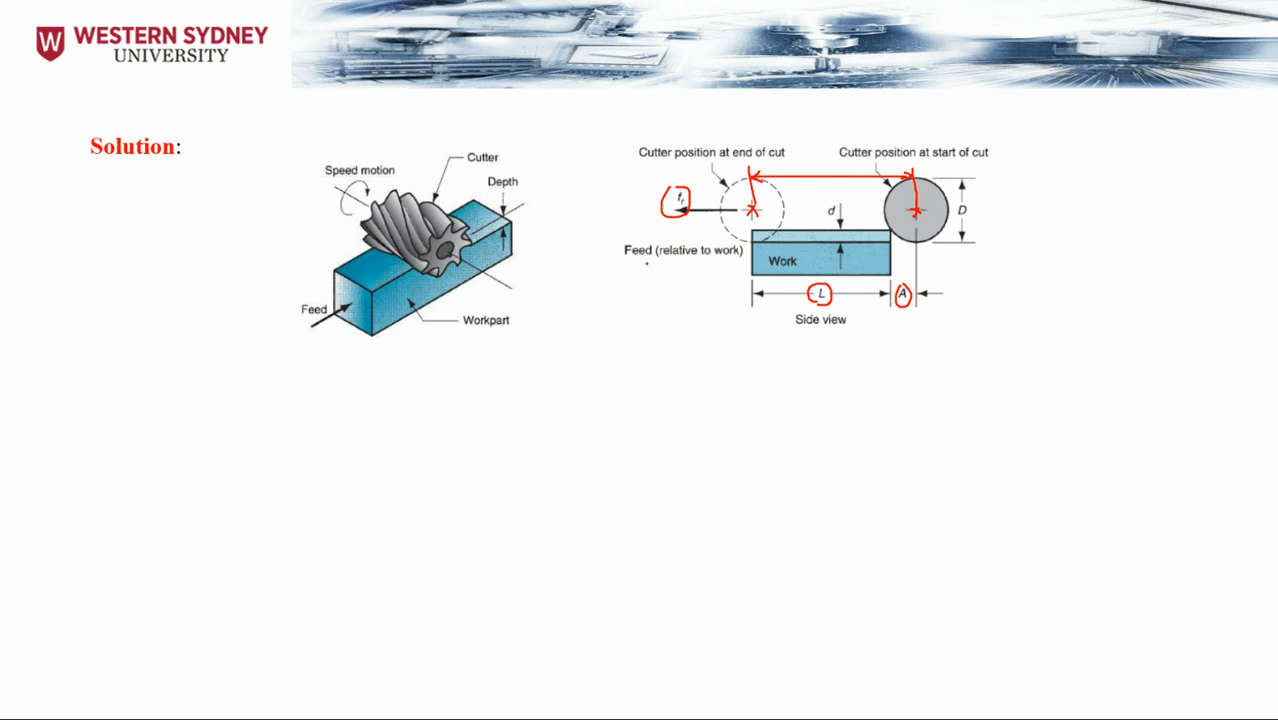 W WESTERN SYDNEY
UNIVERSITY
Solution:
Speed motion
Cutter
Depth
Feed
Workpart
Cutter position at end of cut
Cutter position at start of cut
fr
d
D
Feed (relative to work)
Work
L
A
Side view